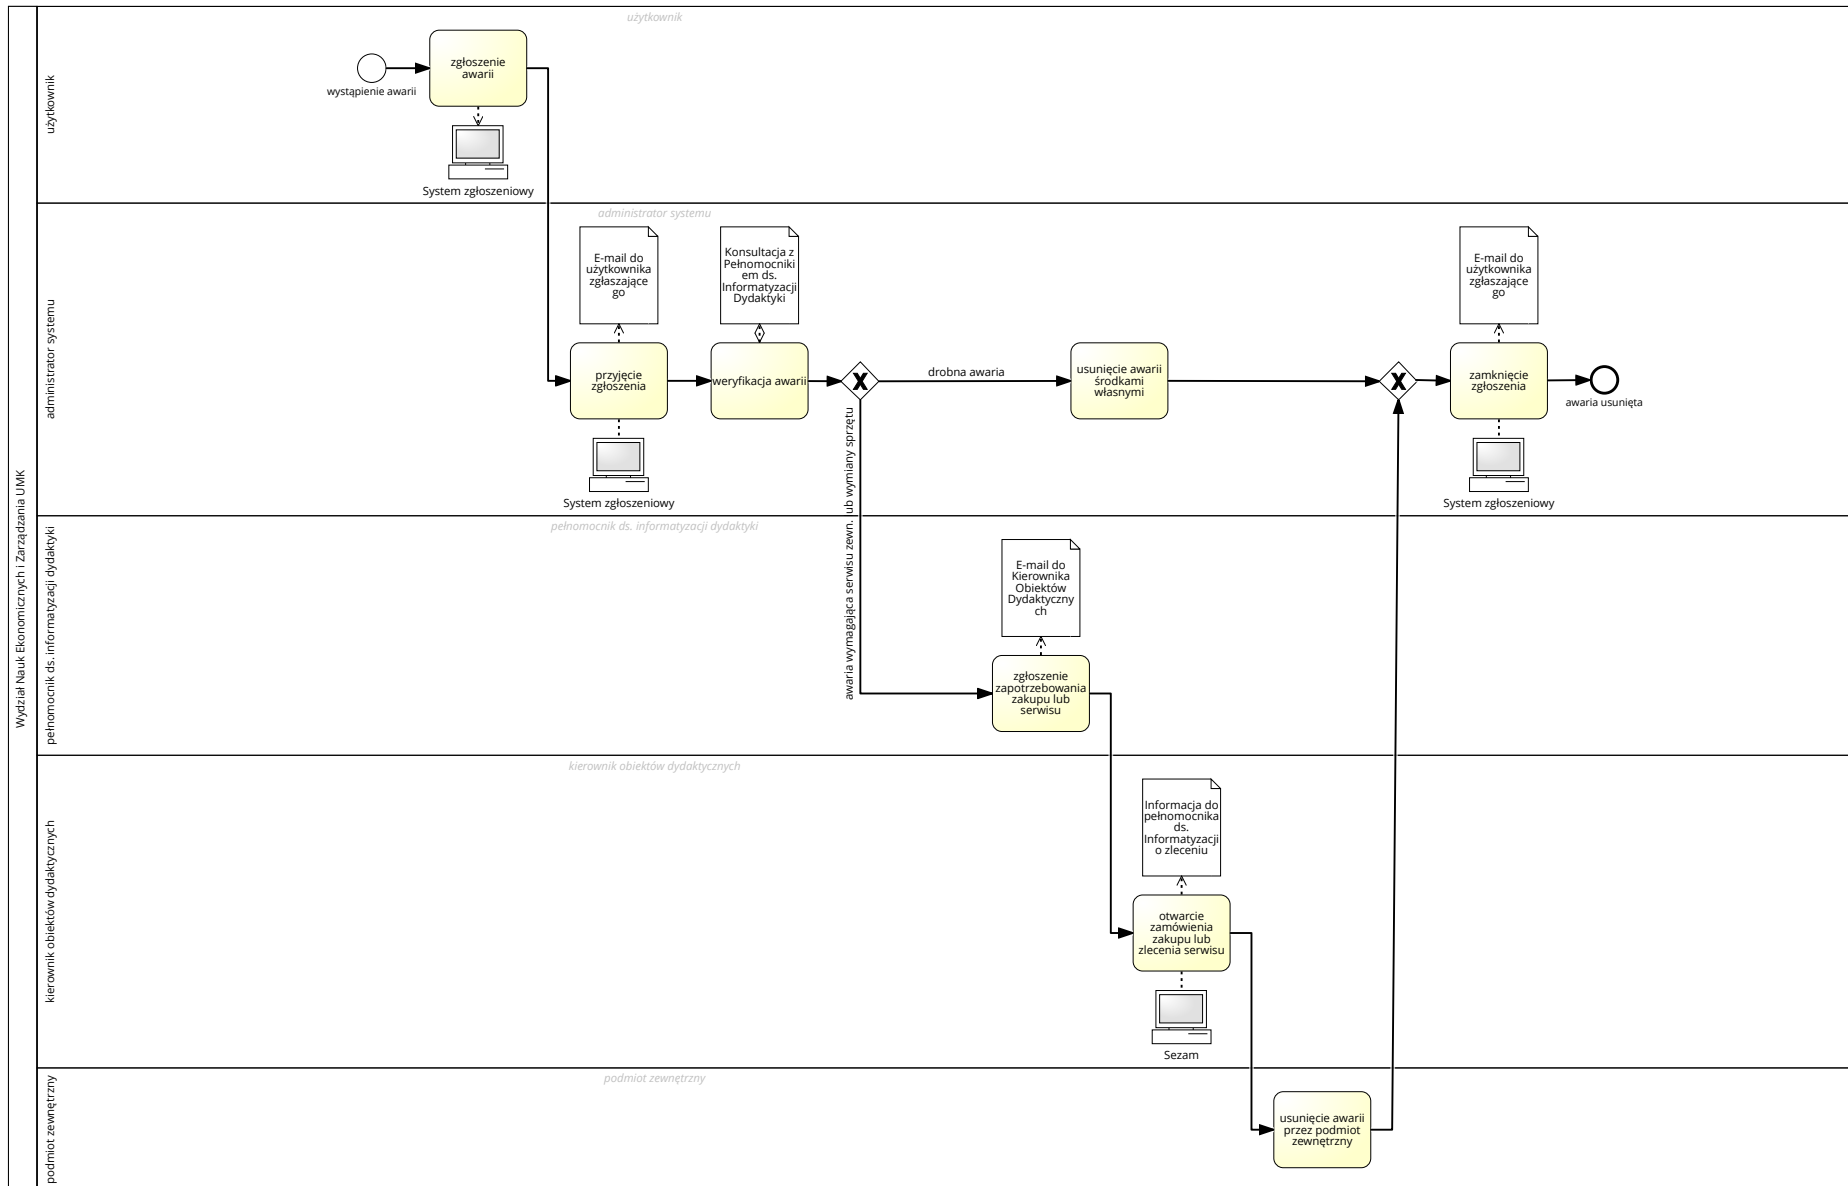 Wydział Nauk Ekonomicznych i Zarządzania UMK
użytkownik
użytkownik
wystąpienie awarii
zgłoszenie
awarii
System zgłoszeniowy
administrator systemu
administrator systemu
E-mail do
użytkownika
zgłaszające
go
przyjęcie
zgłoszenia
System zgłoszeniowy
Konsultacja z
Pełnomocniki
em ds.
Informatyzacji
Dydaktyki
weryfikacja awarii
drobna awaria
awaria wymagająca serwisu zewn. lub wymiany sprzętu
usunięcie awarii
środkami
własnymi
E-mail do
użytkownika
zgłaszające
go
zamknięcie
zgłoszenia
System zgłoszeniowy
awaria usunięta
pełnomocnik ds. informatyzacji dydaktyki
pełnomocnik ds. informatyzacji dydaktyki
E-mail do
Kierownika
Obiektów
Dydaktyczny
ch
zgłoszenie
zapotrzebowania
zakupu lub
serwisu
kierownik obiektów dydaktycznych
kierownik obiektów dydaktycznych
Informacja do
pełnomocnika
ds.
Informatyzacji
o zleceniu
otwarcie
zamówienia
zakupu lub
zlecenia serwisu
Sezam
podmiot zewnętrzny
podmiot zewnętrzny
usunięcie awarii
przez podmiot
zewnętrzny